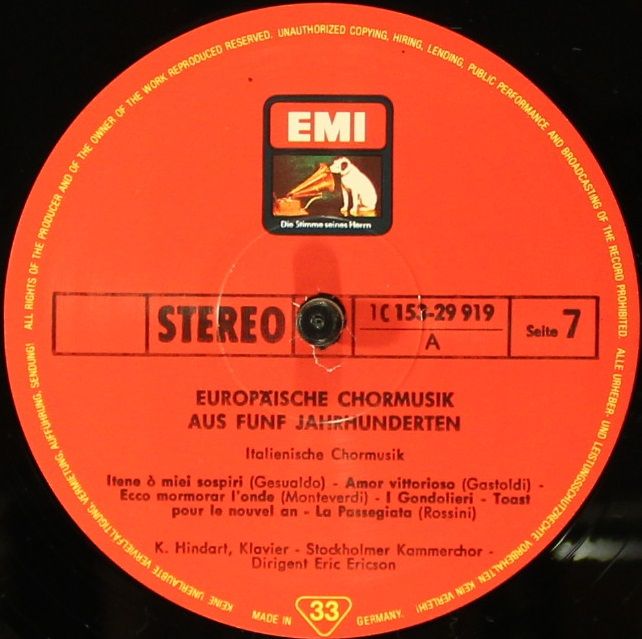 ALL RIGHTS OF THE PRODUCER AND OF THE OWNER OF THE WORK REPRODUCED RESERVED. UNAUTHORIZED COPYING, HIRING, LENDING, PUBLIC PERFORMANCE AND BROADCASTING OF THE RECORD PROHIBITED.
EMI
Die Stimme seines Herrn
STEREO
1C 153-29 919
A
Seite 7
EUROPÄISCHE CHORMUSIK
AUS FUNF JAHRHUNDERTEN
Italienische Chormusik
Itene ò miei sospiri (Gesualdo) - Amor vittorioso (Gastoldi) -
Ecco mormorar l'onde (Monteverdi) - I Gondolieri - Toast
pour le nouvel an - La Passegiata (Rossini)
K. Hindart, Klavier - Stockholmer Kammerchor -
Dirigent Eric Ericson
MADE IN 33 GERMANY.
ALLE URHEBER- UND LEISTUNGSSCHUTZRECHTE VORBEHALTEN KEIN VERLEIH! KEINE UNERLAUBTE VERVIELFÄLTIGUNG, VERMIETUNG, AUFFÜHRUNG, SENDUNG!